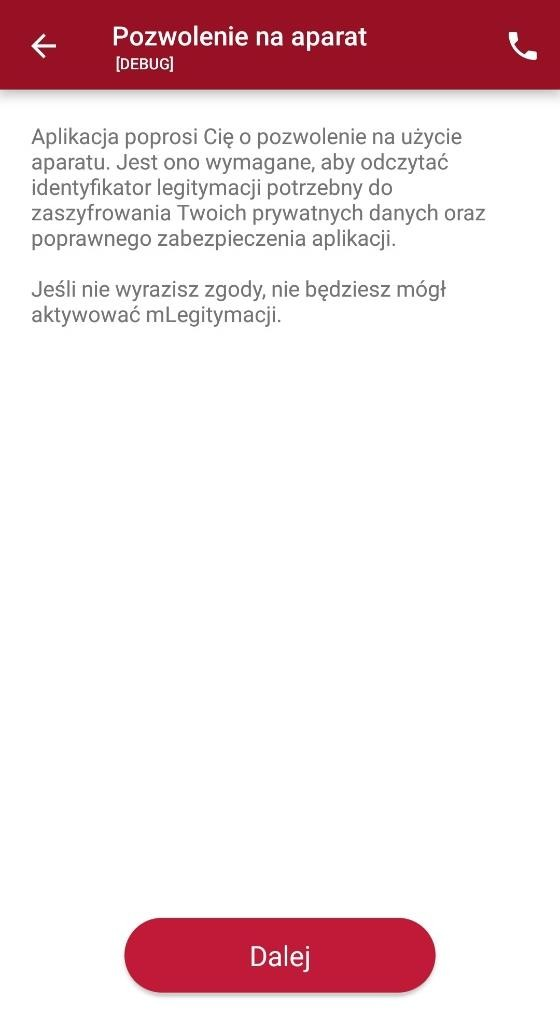 Pozwolenie na aparat
[DEBUG]
Aplikacja poprosi Cię o pozwolenie na użycie
aparatu. Jest ono wymagane, aby odczytać
identyfikator legitymacji potrzebny do
zaszyfrowania Twoich prywatnych danych oraz
poprawnego zabezpieczenia aplikacji.
Jeśli nie wyrazisz zgody, nie będziesz mógł
aktywować mLegitymacji.
Dalej